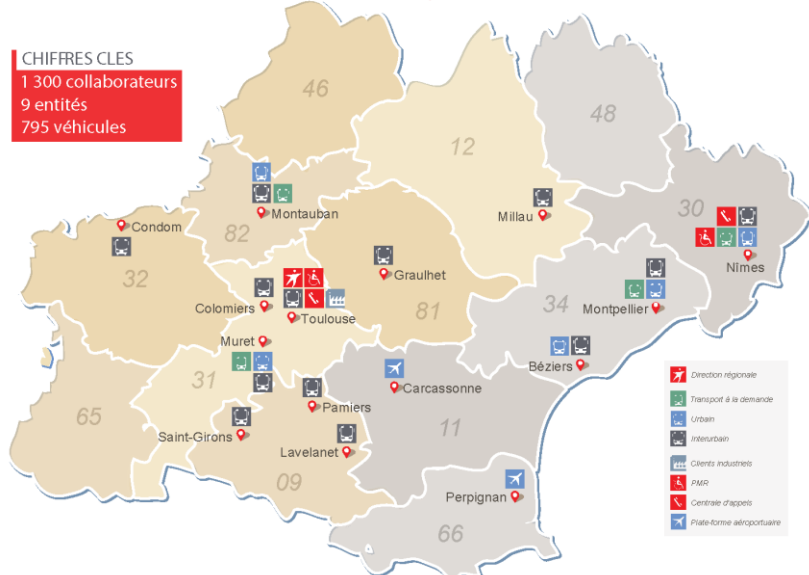 CHIFFRES CLES
1 300 collaborateurs
9 entités
795 véhicules
46
48
12
82
Montauban
Condom
Millau
30
Nîmes
32
Graulhet
81
Colomiers
Toulouse
34
Montpellier
Muret
31
Béziers
Carcassonne
65
Pamiers
11
Saint-Girons
Lavelanet
09
Perpignan
66
Direction régionale
Transport à la demande
Urbain
Interurbain
Clients industriels
PMR
Centrale d'appels
Plate-forme aéroportuaire